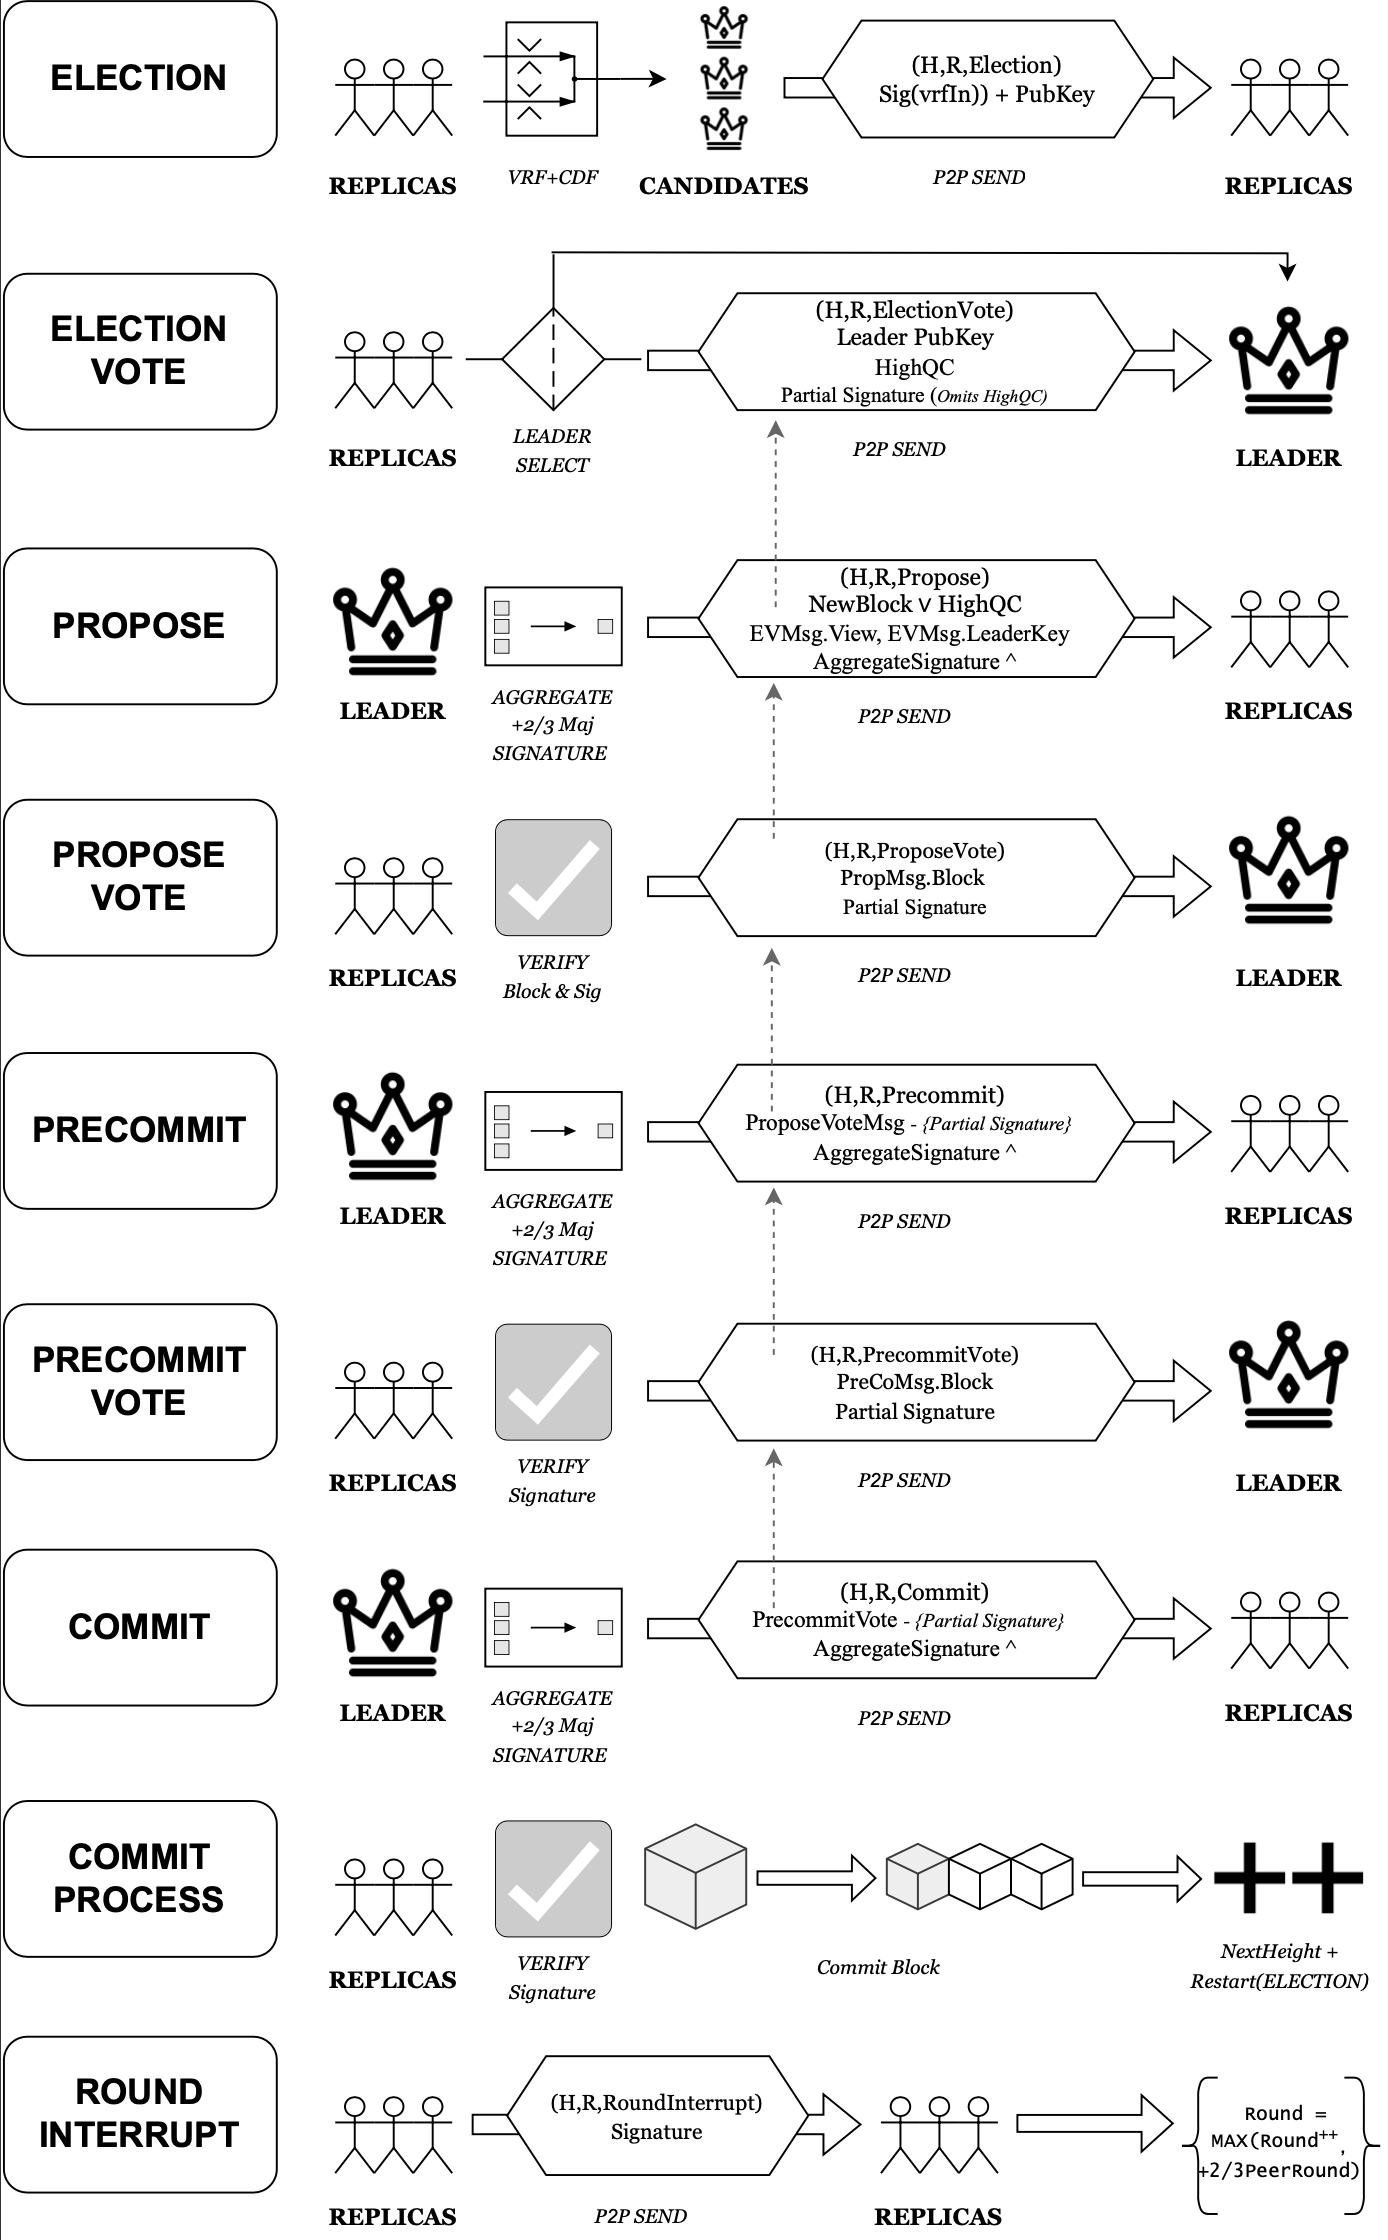 ELECTION
REPLICAS
VRF+CDF
CANDIDATES
(H,R,Election)
Sig(vrfIn)) + PubKey
P2P SEND
REPLICAS
ELECTION
VOTE
REPLICAS
LEADER
SELECT
(H,R,ElectionVote)
Leader PubKey
HighQC
Partial Signature (Omits HighQC)
P2P SEND
LEADER
PROPOSE
LEADER
AGGREGATE
+2/3 Maj
SIGNATURE
(H,R,Propose)
NewBlock ∨ HighQC
EVMsg.View, EVMsg.LeaderKey
AggregateSignature ^
P2P SEND
REPLICAS
PROPOSE
VOTE
REPLICAS
VERIFY
Block & Sig
(H,R,ProposeVote)
PropMsg.Block
Partial Signature
P2P SEND
LEADER
PRECOMMIT
LEADER
AGGREGATE
+2/3 Maj
SIGNATURE
(H,R,Precommit)
ProposeVoteMsg - {Partial Signature}
AggregateSignature ^
P2P SEND
REPLICAS
PRECOMMIT
VOTE
REPLICAS
VERIFY
Signature
(H,R,PrecommitVote)
PreCoMsg.Block
Partial Signature
P2P SEND
LEADER
COMMIT
LEADER
AGGREGATE
+2/3 Maj
SIGNATURE
(H,R,Commit)
PrecommitVote - {Partial Signature}
AggregateSignature ^
P2P SEND
REPLICAS
COMMIT
PROCESS
REPLICAS
VERIFY
Signature
Commit Block
NextHeight +
Restart(ELECTION)
ROUND
INTERRUPT
REPLICAS
(H,R,RoundInterrupt)
Signature
P2P SEND
REPLICAS
Round =
MAX(Round++,
+2/3PeerRound)